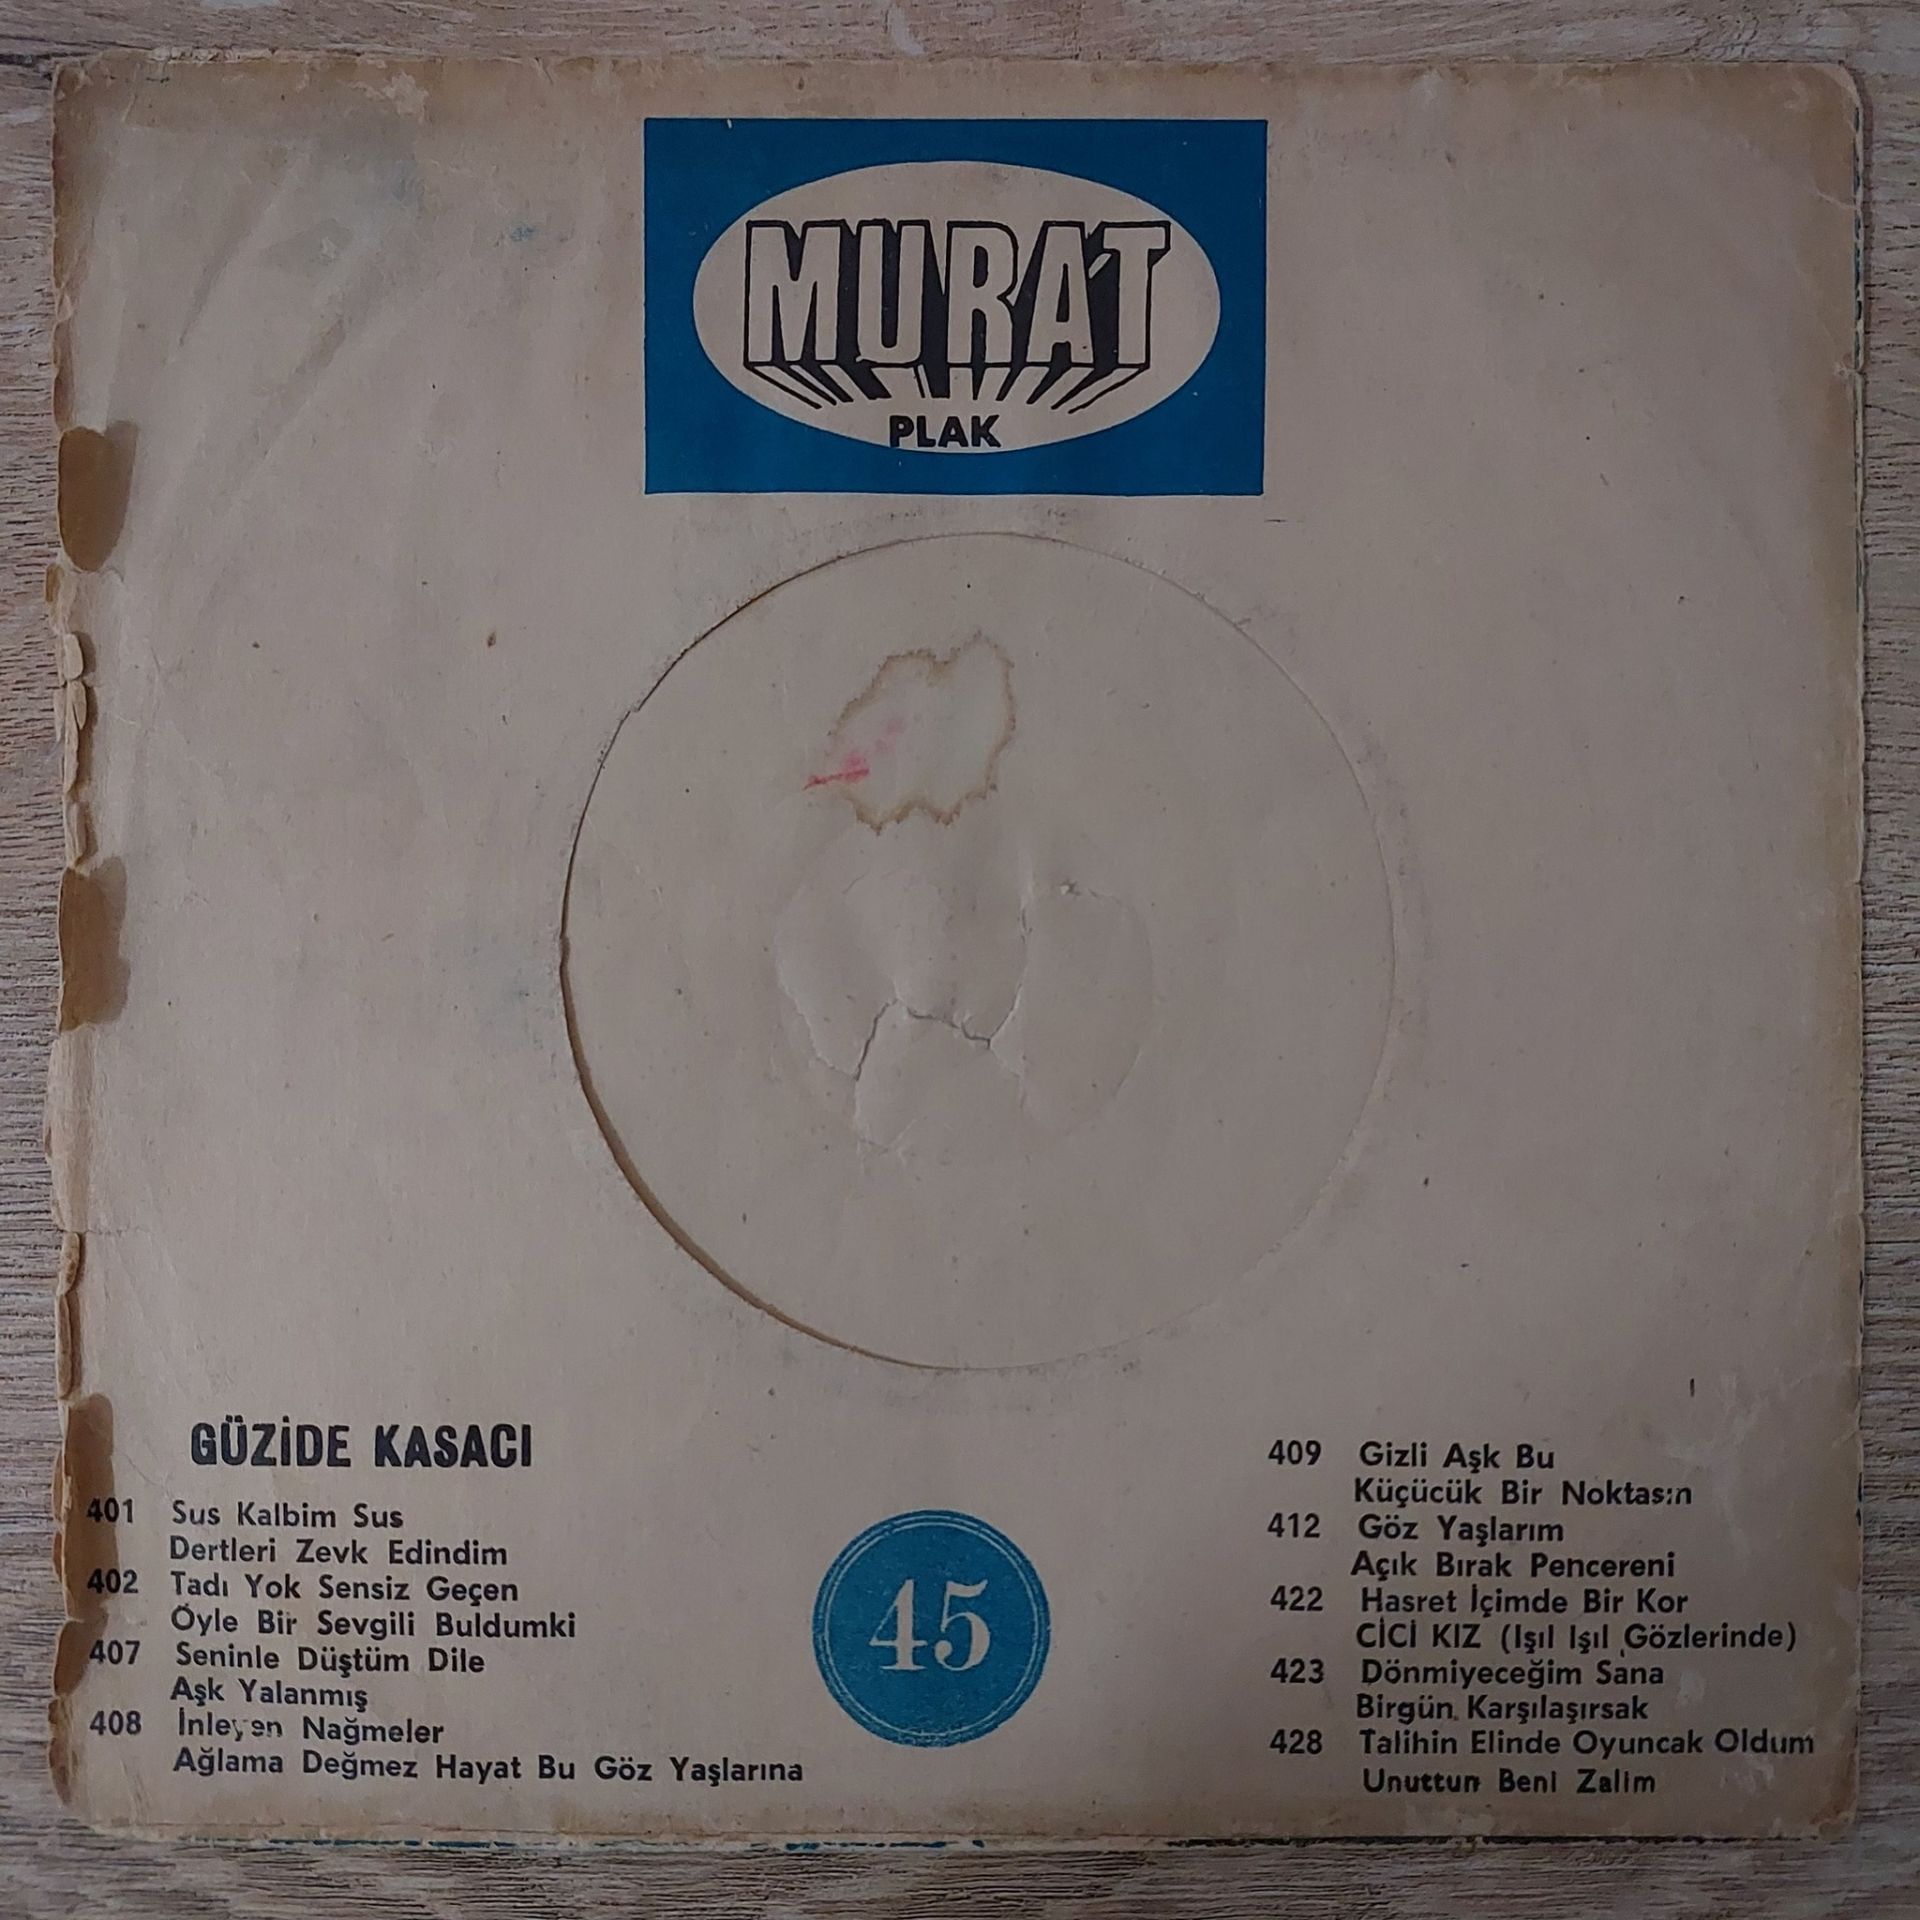 MURAT
PLAK
GÜZİDE KASACI
401 Sus Kalbim Sus
Dertleri Zevk Edindim
402 Tadı Yok Sensiz Geçen
Öyle Bir Sevgili Buldumki
407 Seninle Düştüm Dile
Aşk Yalanmış
408 İnleyen Nağmeler
Ağlama Değmez Hayat Bu Göz Yaşlarına
45
409 Gizli Aşk Bu
Küçücük Bir Noktasın
412 Göz Yaşlarım
Açık Bırak Pencereni
422 Hasret İçimde Bir Kor
CİCİ KIZ (Işıl Işıl Gözlerinde)
423 Dönmiyeceğim Sana
Birgün Karşılaşırsak
428 Talihin Elinde Oyuncak Oldum
Unuttun Beni Zalim